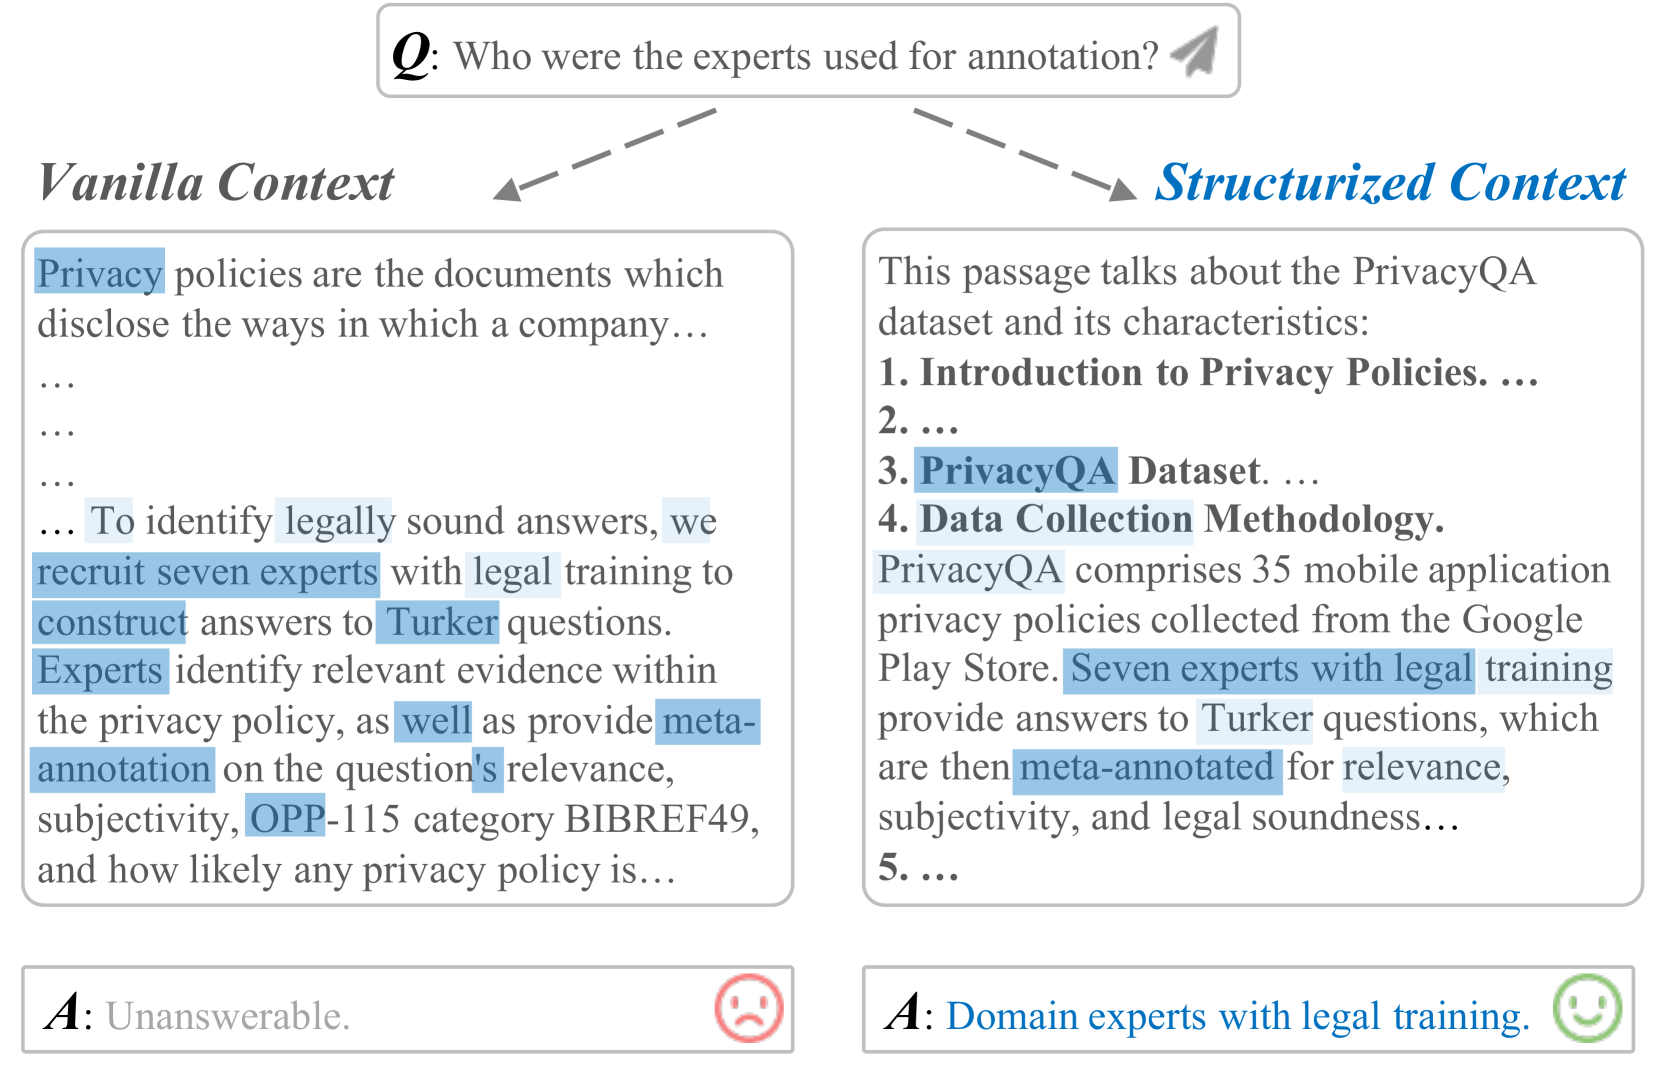 Q: Who were the experts used for annotation?
Vanilla Context
Privacy policies are the documents which
disclose the ways in which a company…
…
…
…
… To identify legally sound answers, we
recruit seven experts with legal training to
construct answers to Turker questions.
Experts identify relevant evidence within
the privacy policy, as well as provide meta-
annotation on the question's relevance,
subjectivity, OPP-115 category BIBREF49,
and how likely any privacy policy is…
A: Unanswerable.
Structurized Context
This passage talks about the PrivacyQA
dataset and its characteristics:
1. Introduction to Privacy Policies. …
2. …
3. PrivacyQA Dataset. …
4. Data Collection Methodology.
PrivacyQA comprises 35 mobile application
privacy policies collected from the Google
Play Store. Seven experts with legal training
provide answers to Turker questions, which
are then meta-annotated for relevance,
subjectivity, and legal soundness…
5. …
A: Domain experts with legal training.